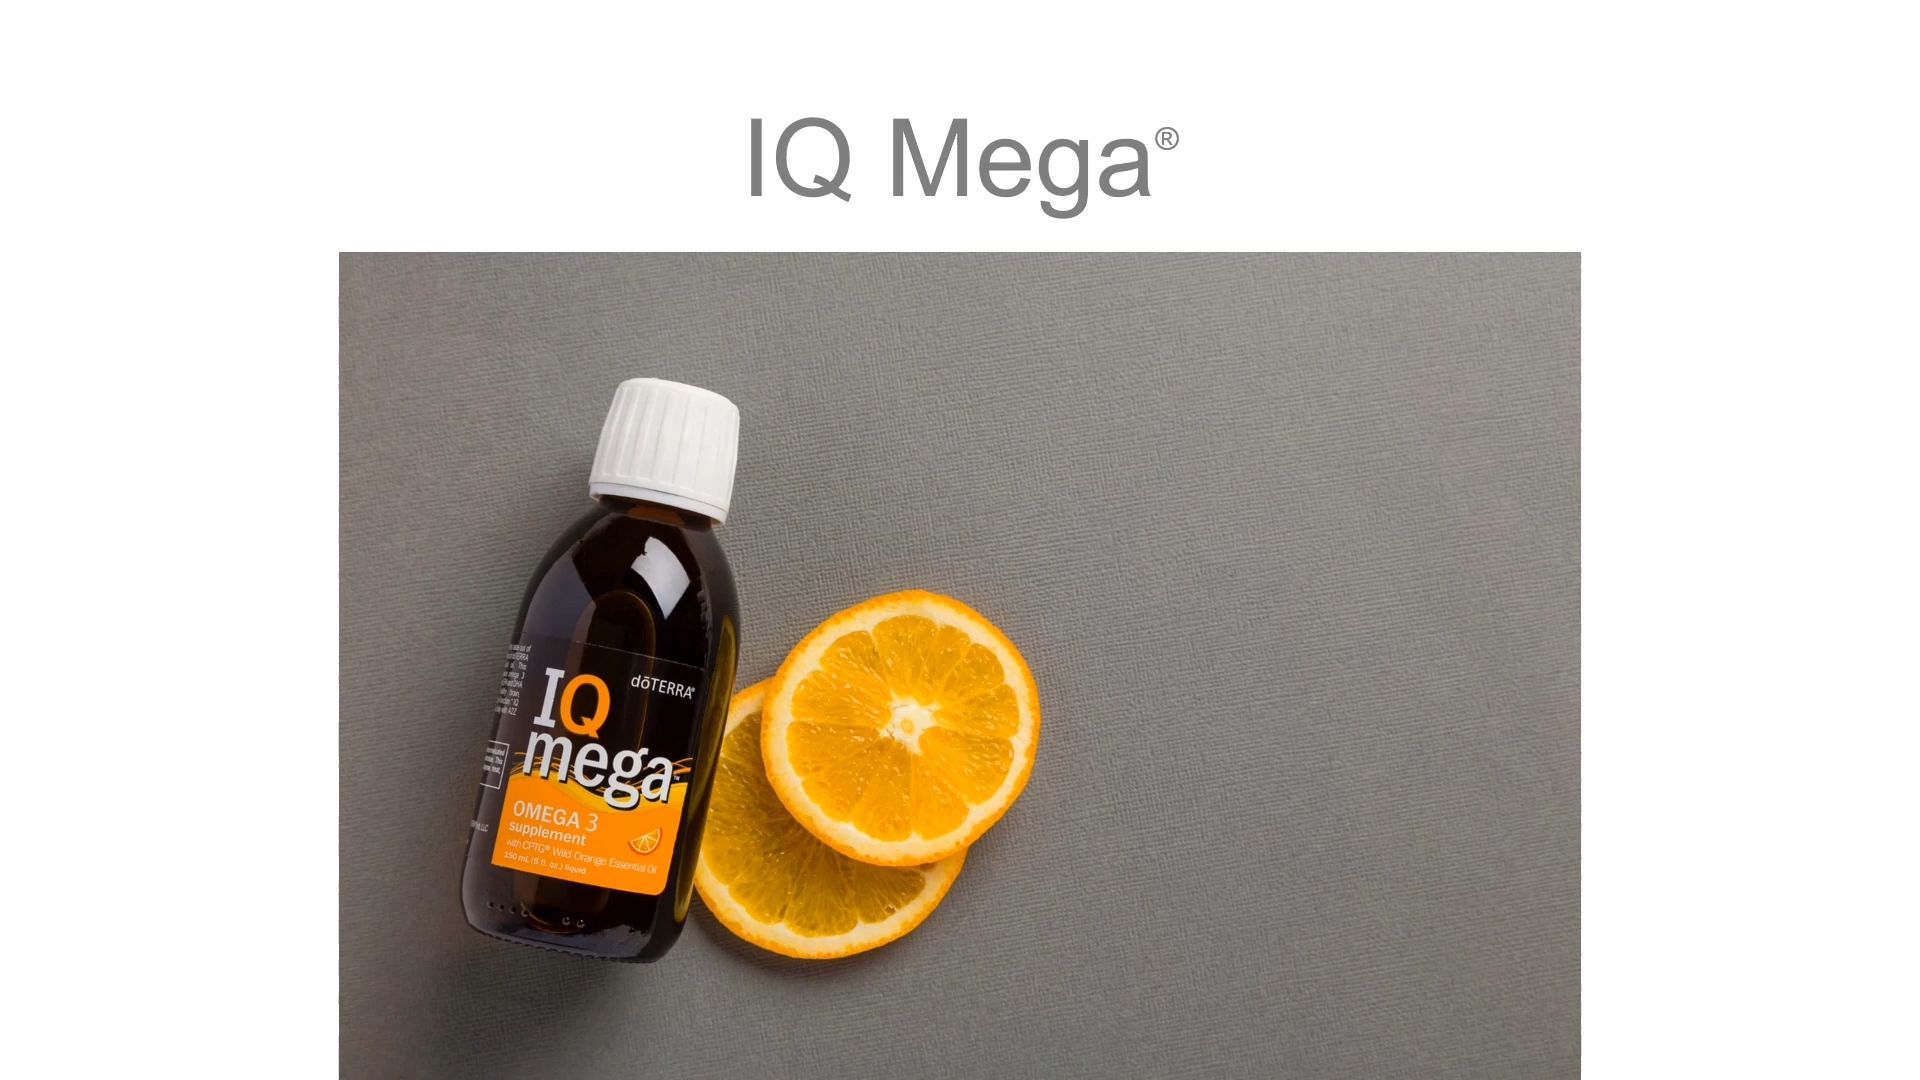 IQ Mega®
dōTERRA®
IQ
mega™
OMEGA 3
supplement
with CPTG® Wild Orange Essential Oil
150 mL (5 fl. oz.) liquid